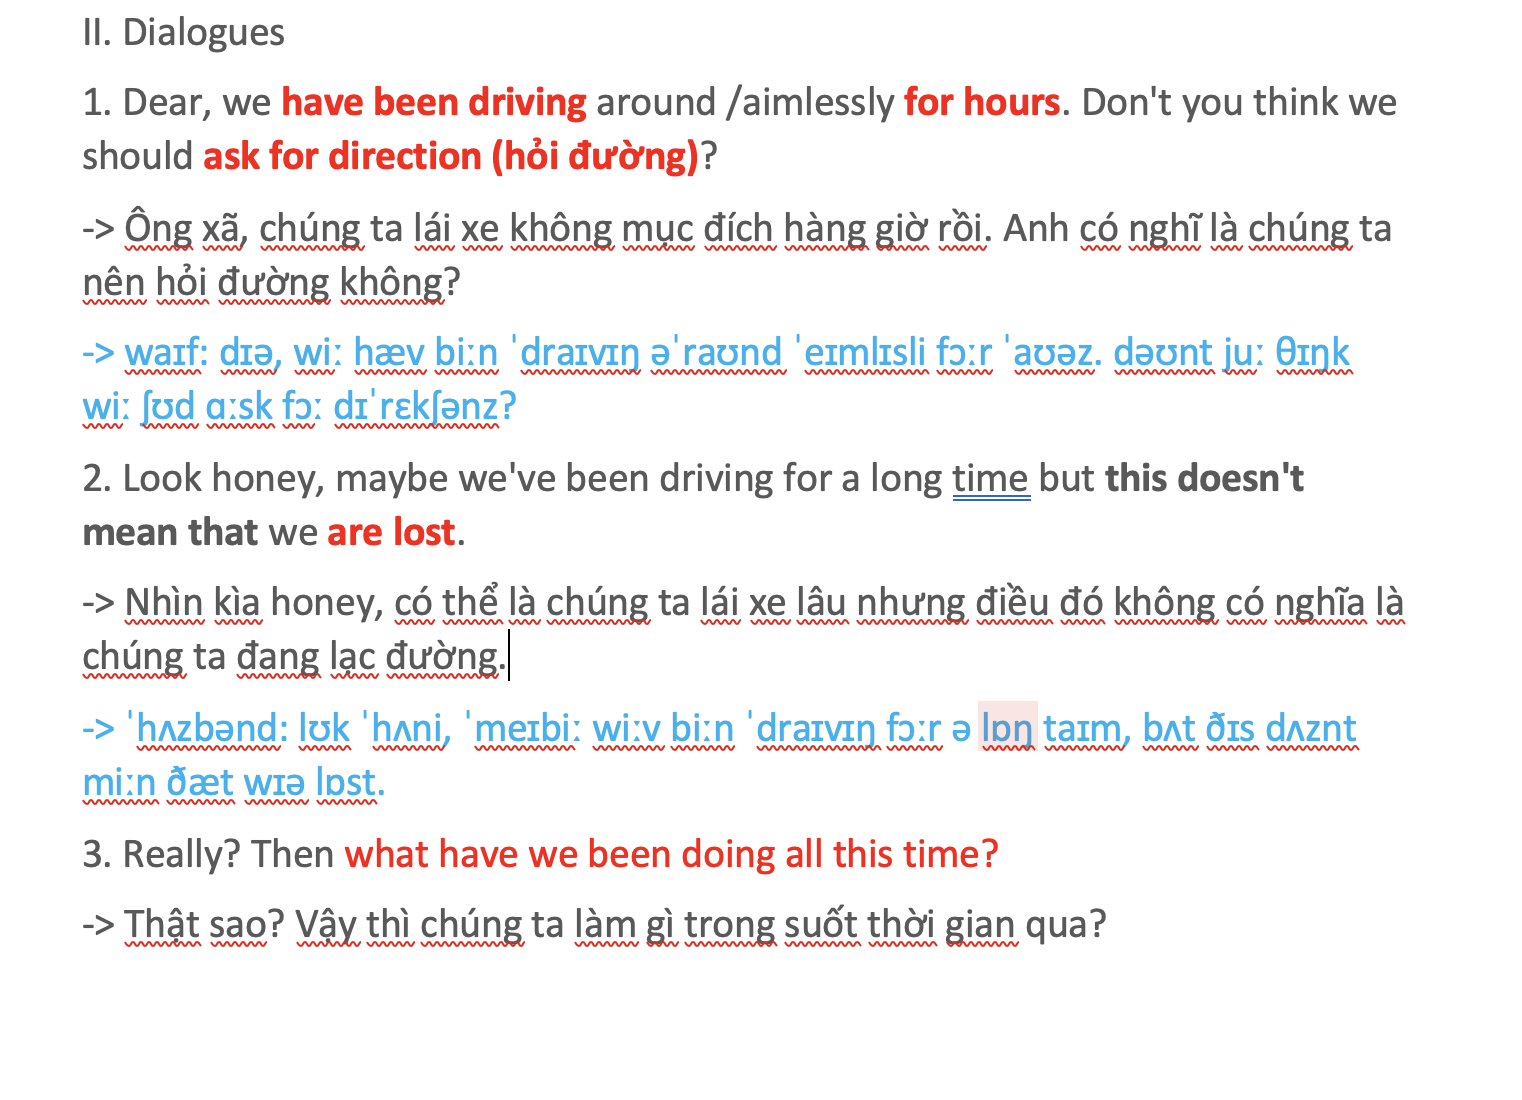 II. Dialogues
1. Dear, we have been driving around /aimlessly for hours. Don't you think we
should ask for direction (hỏi đường)?
-> Ông xã, chúng ta lái xe không mục đích hàng giờ rồi. Anh có nghĩ là chúng ta
nên hỏi đường không?
-> waɪf: dɪə, wiː hæv biːn ˈdraɪvɪŋ əˈraʊnd ˈeɪmlɪsli fɔːr ˈaʊəz. dəʊnt juː θɪŋk
wiː ʃʊd ɑːsk fɔː dɪˈrɛkʃənz?
2. Look honey, maybe we've been driving for a long time but this doesn't
mean that we are lost.
-> Nhìn kìa honey, có thể là chúng ta lái xe lâu nhưng điều đó không có nghĩa là
chúng ta đang lạc đường.
-> ˈhʌzbənd: lʊk ˈhʌni, ˈmeɪbiː wiːv biːn ˈdraɪvɪŋ fɔːr ə lɒŋ taɪm, bʌt ðɪs dʌznt
miːn ðæt wɪə lɒst.
3. Really? Then what have we been doing all this time?
-> Thật sao? Vậy thì chúng ta làm gì trong suốt thời gian qua?